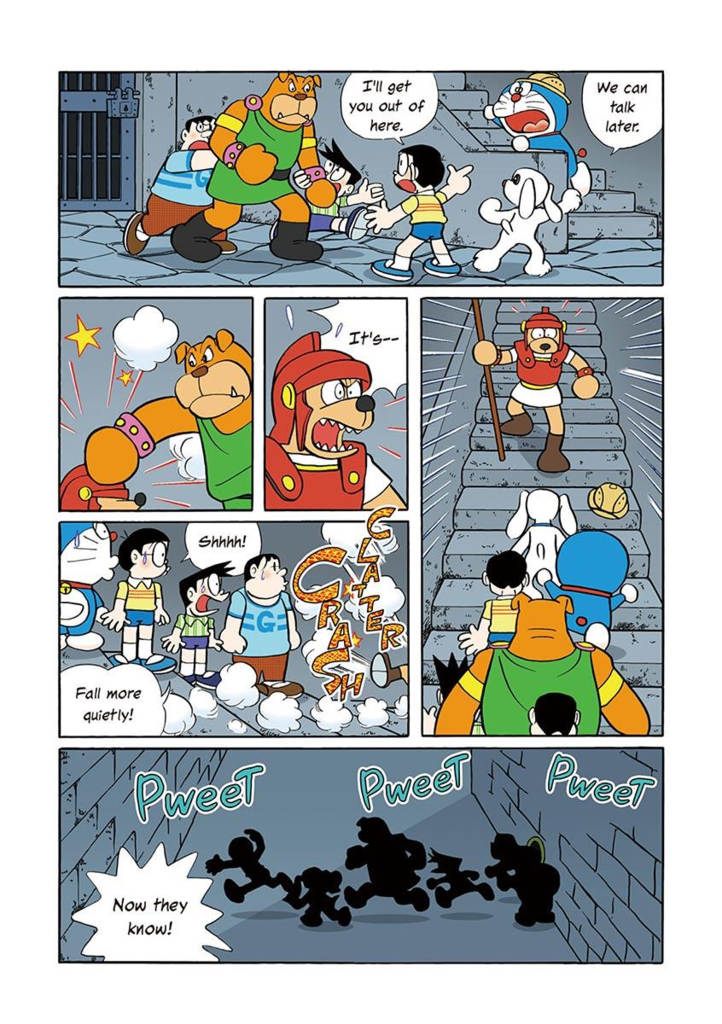 We can
talk
later.
I'll get
you out of
here.
G
It's--
CLATTER
CRASH
Shhhh!
G
Fall more
quietly!
PWEET
PWEET
PWEET
Now they
know!